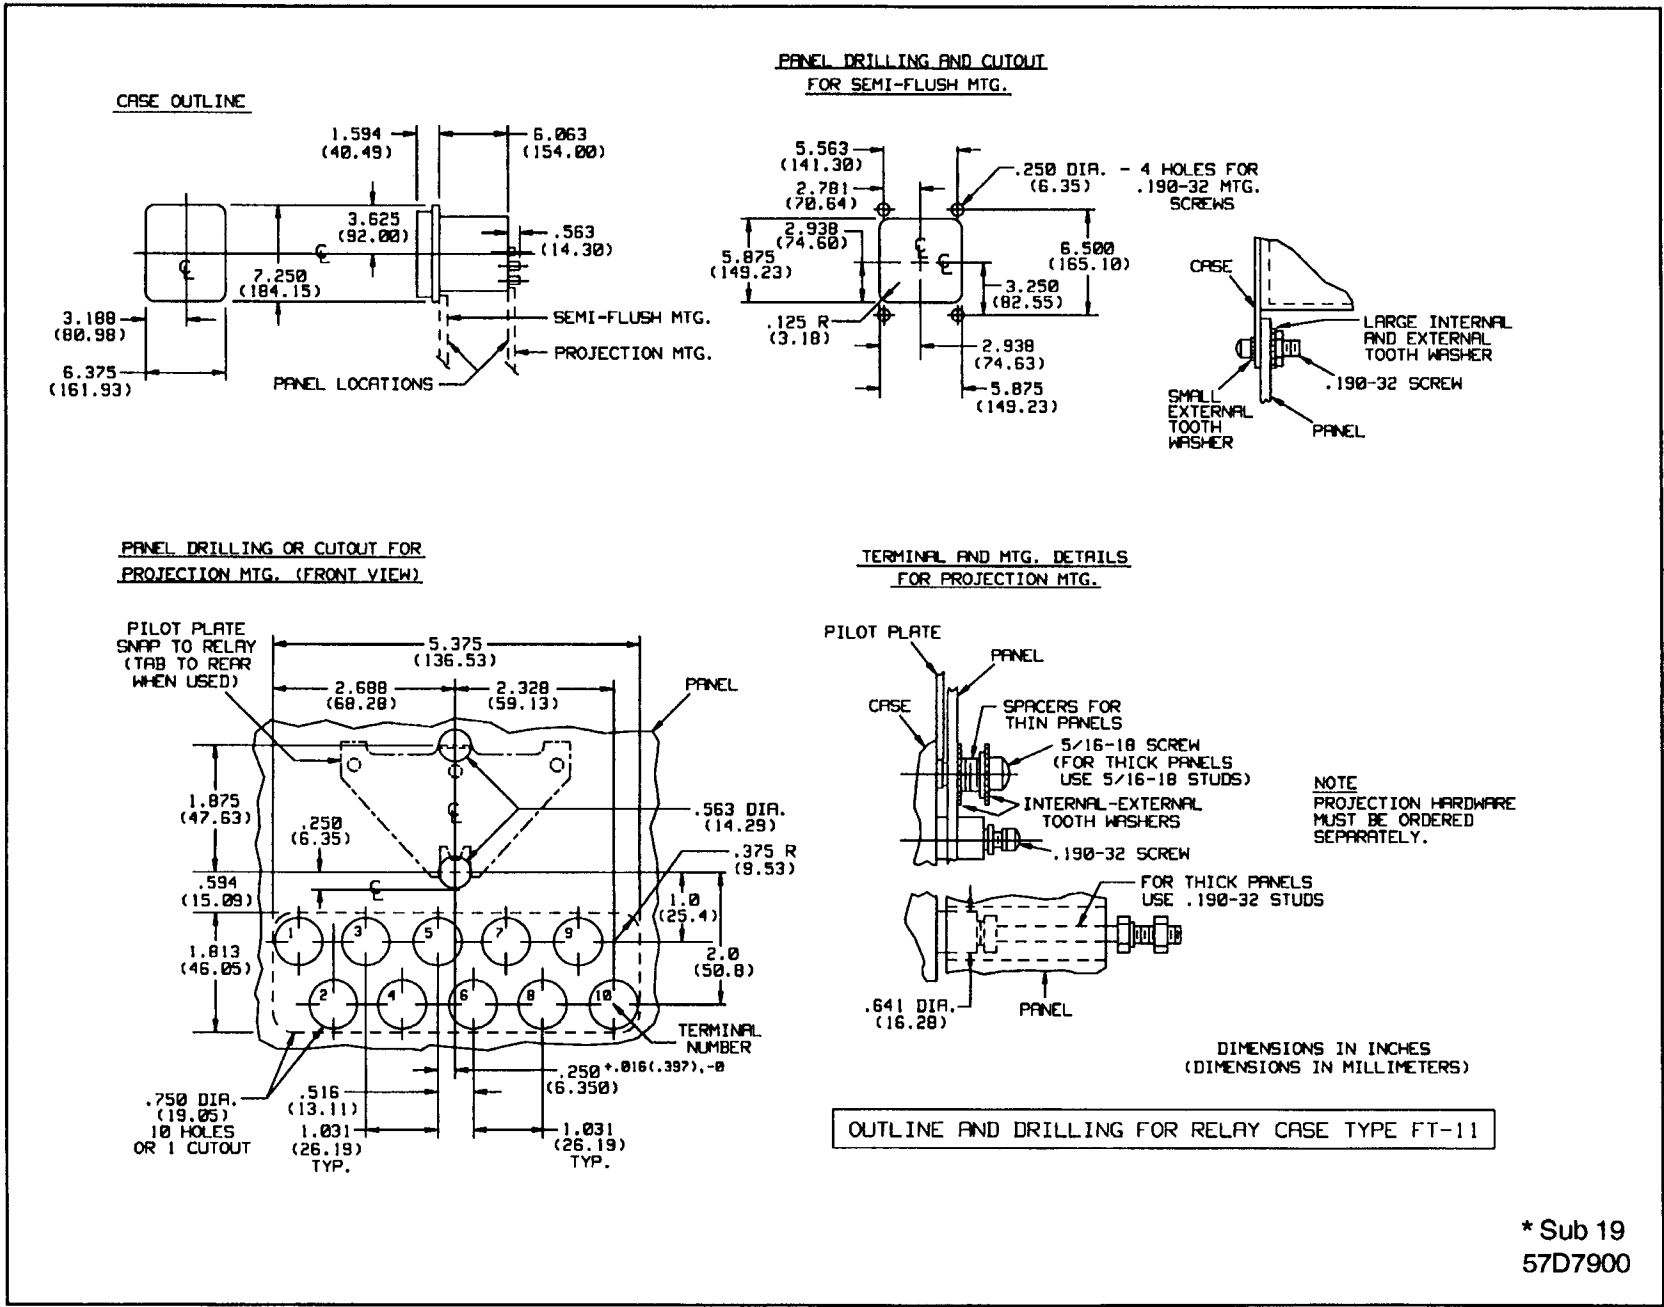 PANEL DRILLING AND CUTOUT
FOR SEMI-FLUSH MTG.
CASE OUTLINE
1.594
(40.49)
6.063
(154.00)
3.625
(92.00)
.563
(14.30)
7.250
(184.15)
3.188
(80.98)
6.375
(161.93)
SEMI-FLUSH MTG.
PROJECTION MTG.
PANEL LOCATIONS
5.563
(141.30)
2.781
(70.64)
.250 DIA. - 4 HOLES FOR
(6.35) .190-32 MTG.
SCREWS
2.938
(74.60)
5.875
(149.23)
6.500
(165.10)
3.250
(82.55)
.125 R
(3.18)
2.938
(74.63)
5.875
(149.23)
CASE
LARGE INTERNAL
AND EXTERNAL
TOOTH WASHER
.190-32 SCREW
SMALL
EXTERNAL
TOOTH
WASHER
PANEL
PANEL DRILLING OR CUTOUT FOR
PROJECTION MTG. (FRONT VIEW)
PILOT PLATE
SNAP TO RELAY
(TAB TO REAR
WHEN USED)
5.375
(136.53)
2.688
(68.28)
2.328
(59.13)
PANEL
1.875
(47.63)
.250
(6.35)
.563 DIA.
(14.29)
.375 R
(9.53)
.594
(15.09)
1.0
(25.4)
1.813
(46.05)
2.0
(50.8)
1 3 5 7 9
2 4 6 8 10
TERMINAL
NUMBER
.250 +.016(.397),-0
(6.350)
.516
(13.11)
.750 DIA.
(19.05)
10 HOLES
OR 1 CUTOUT
1.031
(26.19)
TYP.
1.031
(26.19)
TYP.
TERMINAL AND MTG. DETAILS
FOR PROJECTION MTG.
PILOT PLATE
PANEL
CASE
SPACERS FOR
THIN PANELS
5/16-18 SCREW
(FOR THICK PANELS
USE 5/16-18 STUDS)
INTERNAL-EXTERNAL
TOOTH WASHERS
.190-32 SCREW
NOTE
PROJECTION HARDWARE
MUST BE ORDERED
SEPARATELY.
FOR THICK PANELS
USE .190-32 STUDS
.641 DIA.
(16.28)
PANEL
DIMENSIONS IN INCHES
(DIMENSIONS IN MILLIMETERS)
OUTLINE AND DRILLING FOR RELAY CASE TYPE FT-11
* Sub 19
57D7900